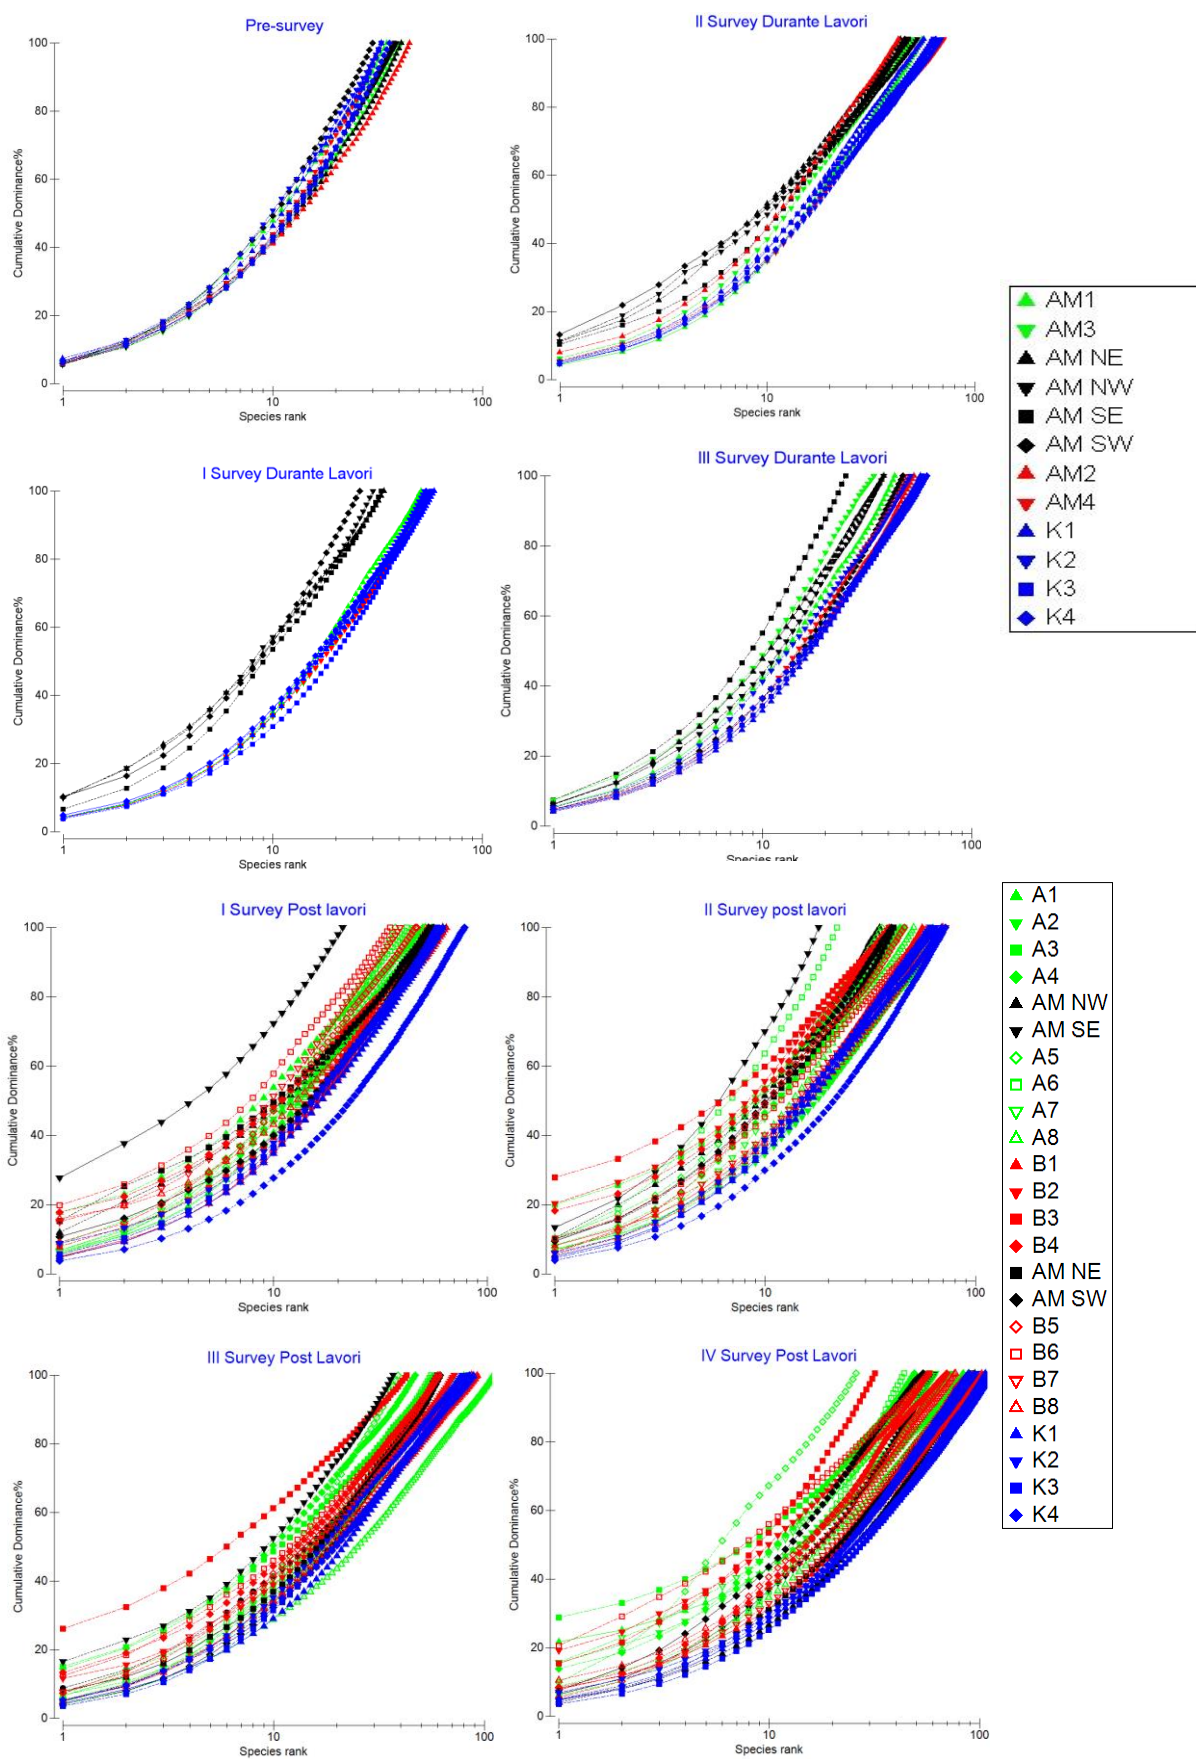 Pre-survey
100
80
60
40
20
0
Cumulative Dominance%
1
10
100
Species rank
II Survey Durante Lavori
100
80
60
40
20
0
Cumulative Dominance%
1
10
100
Species rank
I Survey Durante Lavori
100
80
60
40
20
0
Cumulative Dominance%
1
10
100
Species rank
III Survey Durante Lavori
100
80
60
40
20
0
Cumulative Dominance%
1
10
100
Species rank
AM1
AM3
AM NE
AM NW
AM SE
AM SW
AM2
AM4
K1
K2
K3
K4
I Survey Post lavori
100
80
60
40
20
0
Cumulative Dominance%
1
10
100
Species rank
II Survey post lavori
100
80
60
40
20
0
Cumulative Dominance%
1
10
100
Species rank
III Survey Post Lavori
100
80
60
40
20
0
Cumulative Dominance%
1
10
100
Species rank
IV Survey Post Lavori
100
80
60
40
20
0
Cumulative Dominance%
1
10
100
Species rank
A1
A2
A3
A4
AM NW
AM SE
A5
A6
A7
A8
B1
B2
B3
B4
AM NE
AM SW
B5
B6
B7
B8
K1
K2
K3
K4